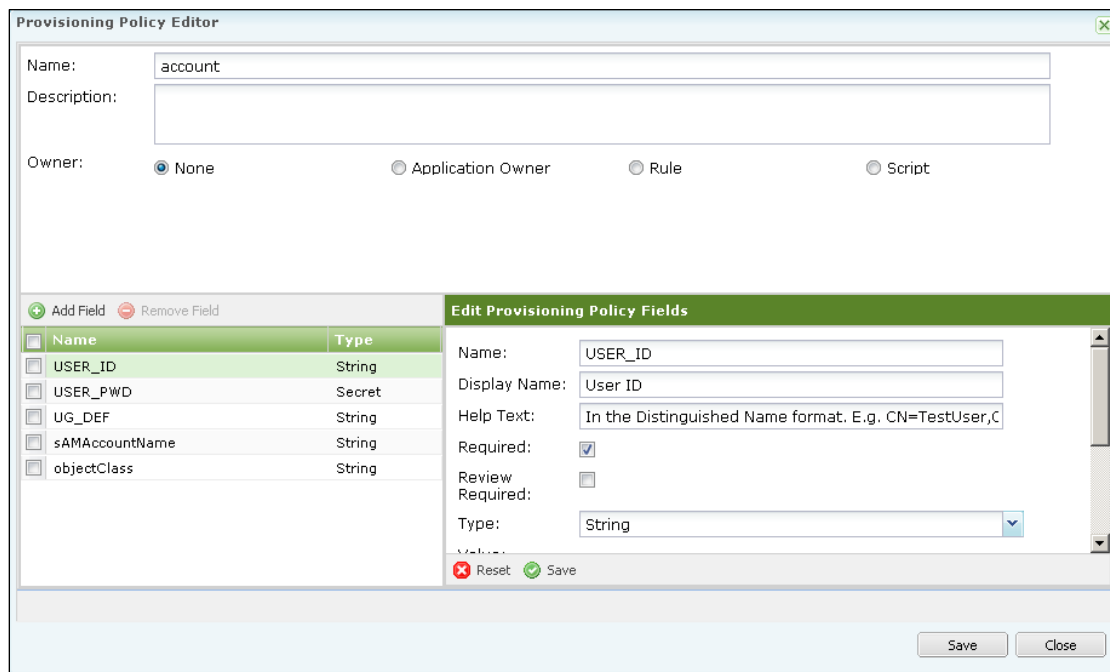 Provisioning Policy Editor
Name: account
Description:
Owner: None Application Owner Rule Script
Add Field Remove Field
Name Type
USER_ID String
USER_PWD Secret
UG_DEF String
sAMAccountName String
objectClass String
Edit Provisioning Policy Fields
Name: USER_ID
Display Name: User ID
Help Text: In the Distinguished Name format. E.g. CN=TestUser,C
Required:
Review
Required:
Type: String
Reset Save
Save Close